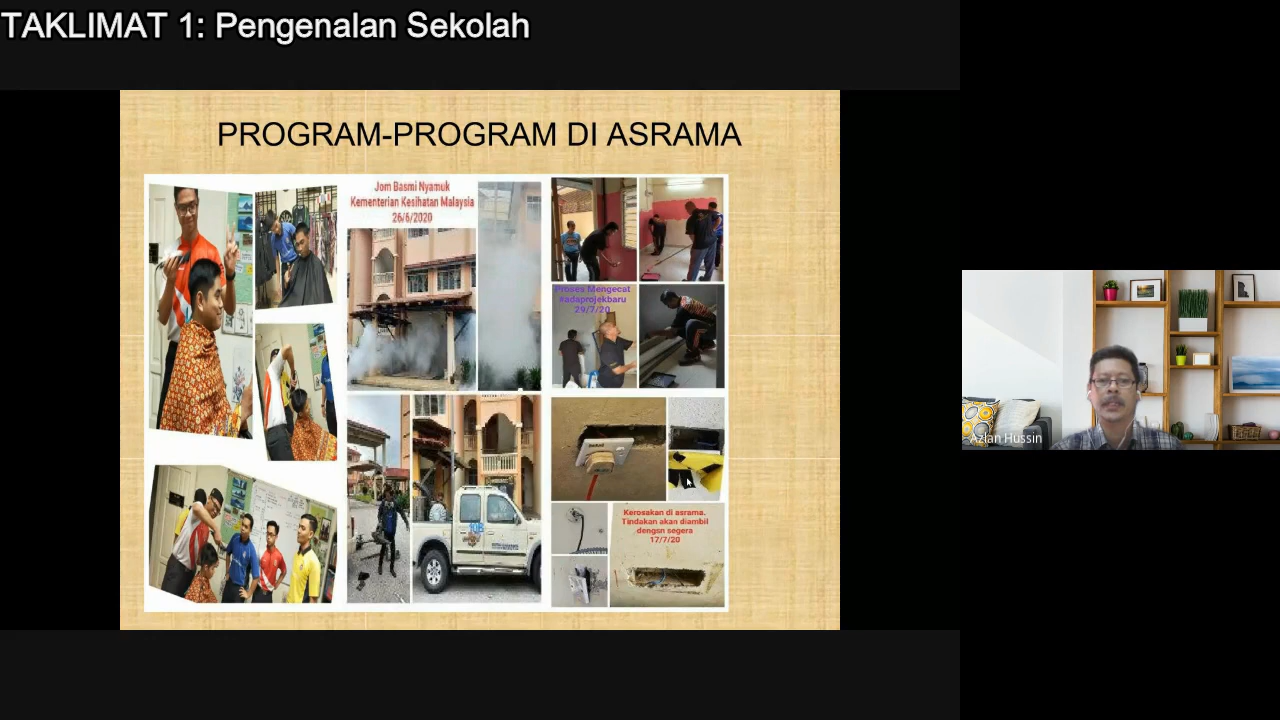 TAKLIMAT 1: Pengenalan Sekolah
PROGRAM-PROGRAM DI ASRAMA
Jom Basmi Nyamuk
Kementerian Kesihatan Malaysia
26/6/2020
Proses Mengecat
#adaprojekbaru
29/7/20
Kerosakan di asrama.
Tindakan akan diambil
dengan segera
17/7/20
Azlan Hussin